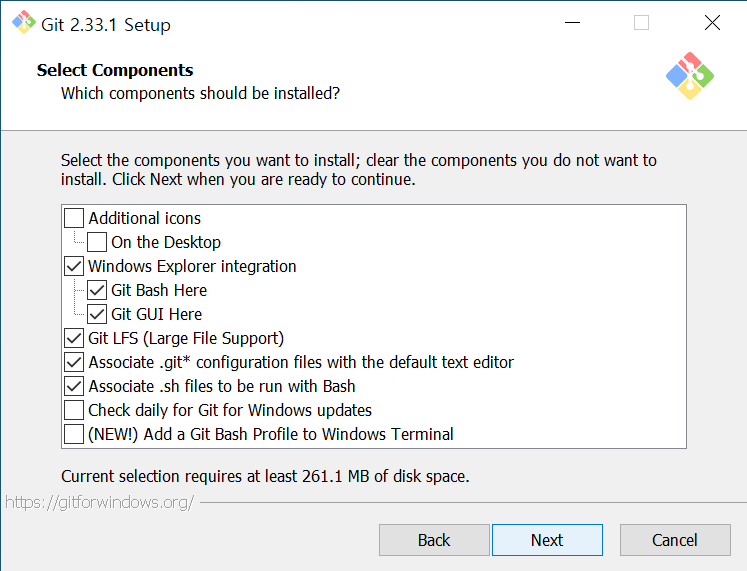 Git 2.33.1 Setup
Select Components
Which components should be installed?
Select the components you want to install; clear the components you do not want to
install. Click Next when you are ready to continue.
Additional icons
On the Desktop
Windows Explorer integration
Git Bash Here
Git GUI Here
Git LFS (Large File Support)
Associate .git* configuration files with the default text editor
Associate .sh files to be run with Bash
Check daily for Git for Windows updates
(NEW!) Add a Git Bash Profile to Windows Terminal
Current selection requires at least 261.1 MB of disk space.
https://gitforwindows.org/
Back
Next
Cancel